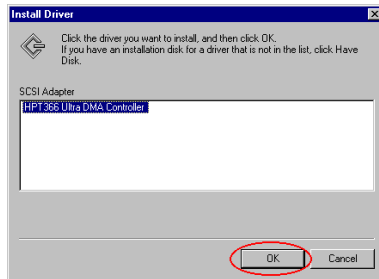 Install Driver
Click the driver you want to install, and then click OK.
If you have an installation disk for a driver that is not in the list, click Have
Disk.
SCSI Adapter
HPT366 Ultra DMA Controller
OK
Cancel